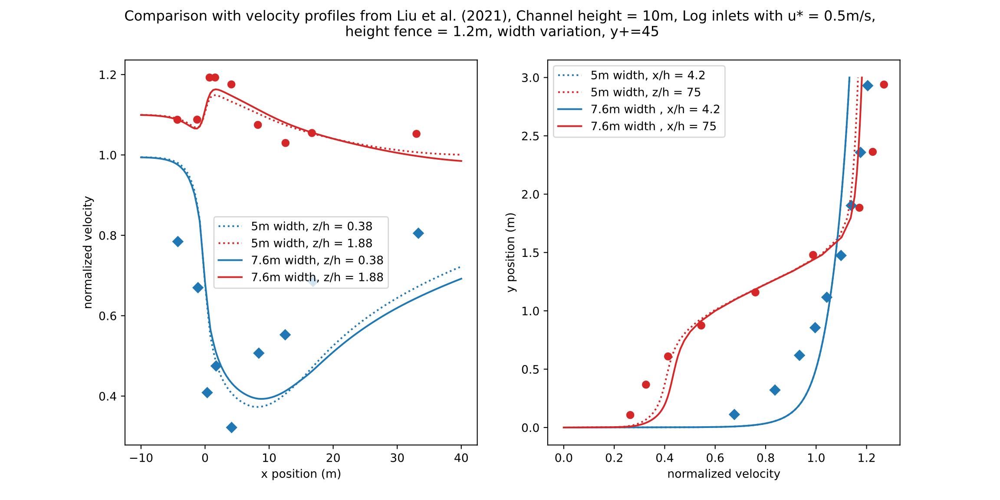 Comparison with velocity profiles from Liu et al. (2021), Channel height = 10m, Log inlets with u* = 0.5m/s,
height fence = 1.2m, width variation, y+=45
normalized velocity
1.2
1.0
0.8
0.6
0.4
5m width, z/h = 0.38
5m width, z/h = 1.88
7.6m width, z/h = 0.38
7.6m width, z/h = 1.88
−10 0 10 20 30 40
x position (m)
y position (m)
3.0
2.5
2.0
1.5
1.0
0.5
0.0
5m width, x/h = 4.2
5m width, z/h = 75
7.6m width , x/h = 4.2
7.6m width , x/h = 75
0.0 0.2 0.4 0.6 0.8 1.0 1.2
normalized velocity